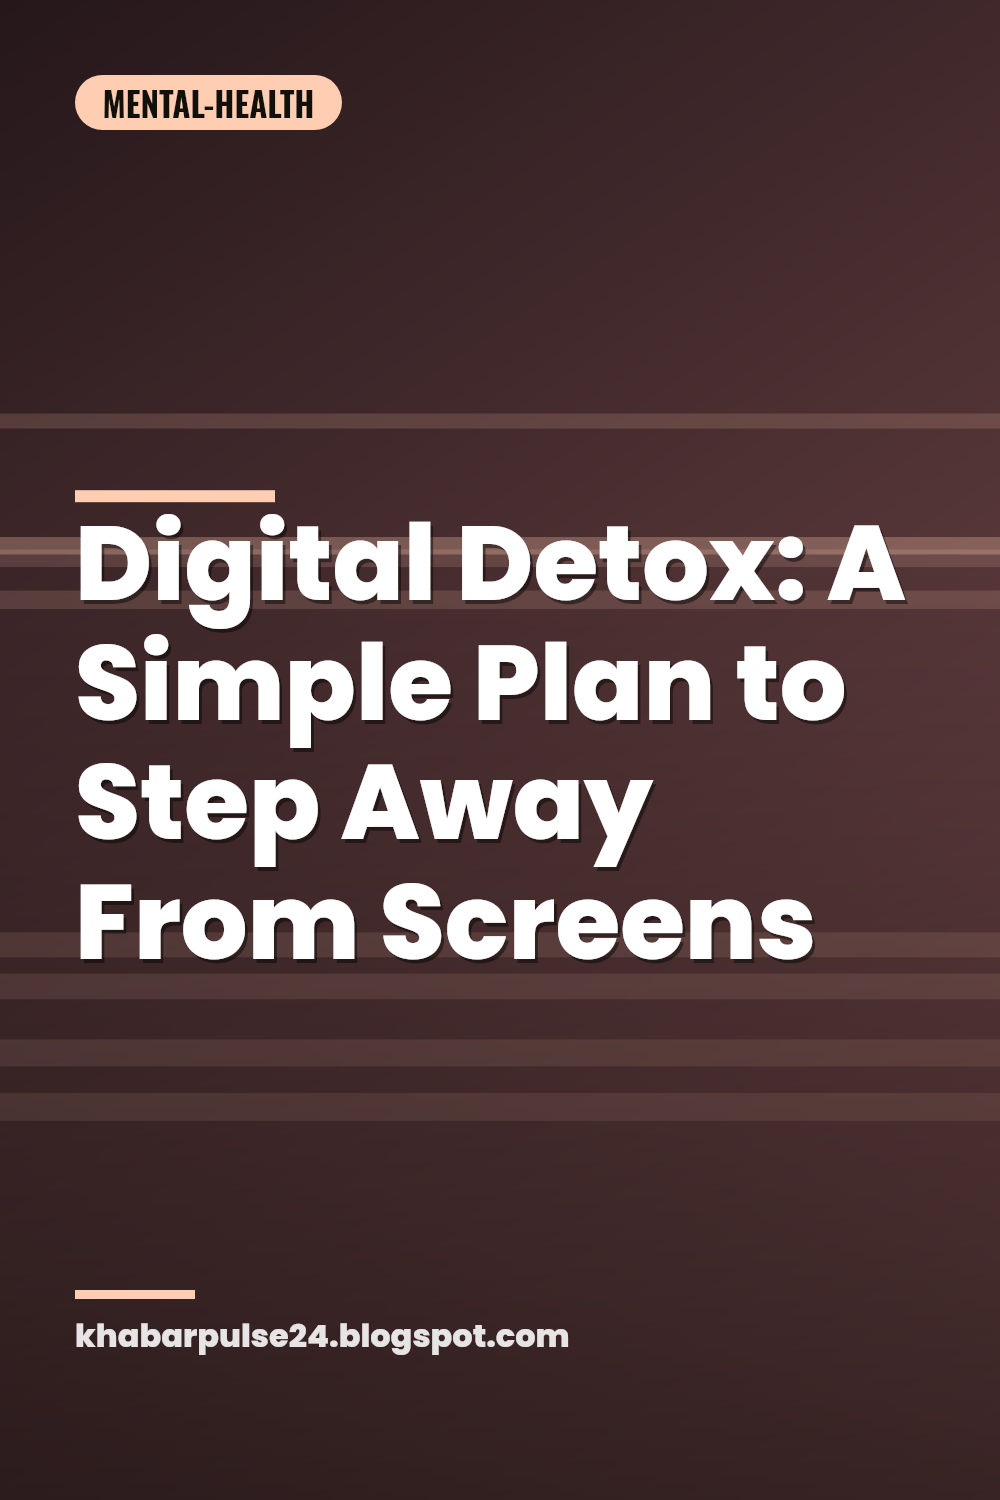 MENTAL-HEALTH
Digital Detox: A
Simple Plan to
Step Away
From Screens
khabarpulse24.blogspot.com